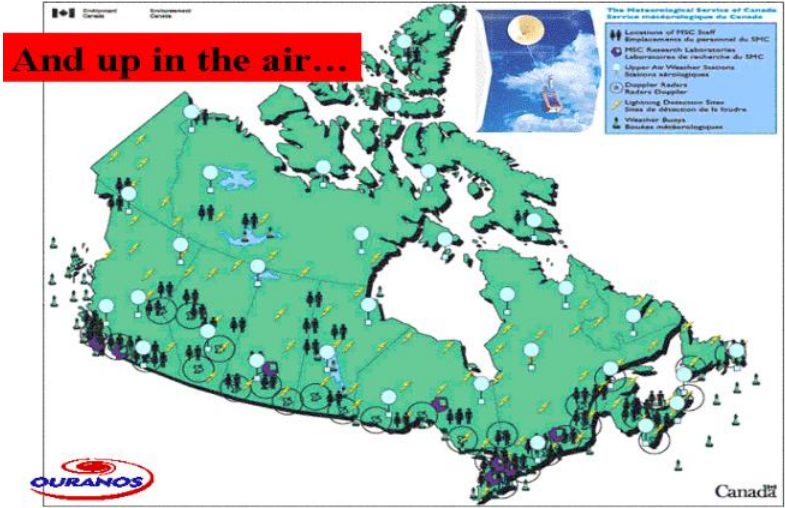 Environment
Canada
Environnement
Canada
And up in the air…
The Meteorological Service of Canada
Service météorologique du Canada
Locations of MSC Staff
Emplacements du personnel du SMC
MSC Research Laboratories
Laboratoires de recherche du SMC
Upper Air Weather Stations
Stations aérologiques
Doppler Radars
Radars Doppler
Lightning Detection Sites
Sites de détection de la foudre
Weather Buoys
Bouées météorologiques
OURANOS
Canada